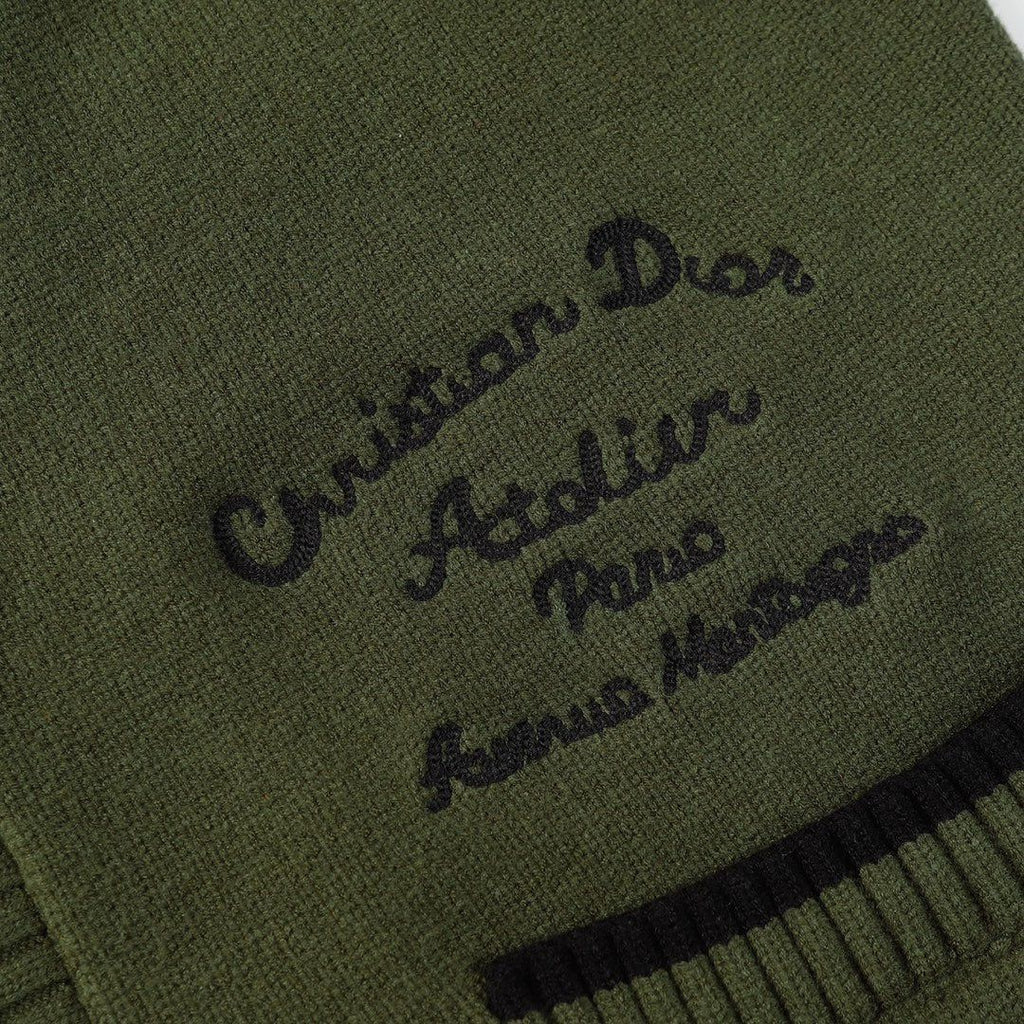 Christian Dior
Atelier
Paris
Avenue Montaigne